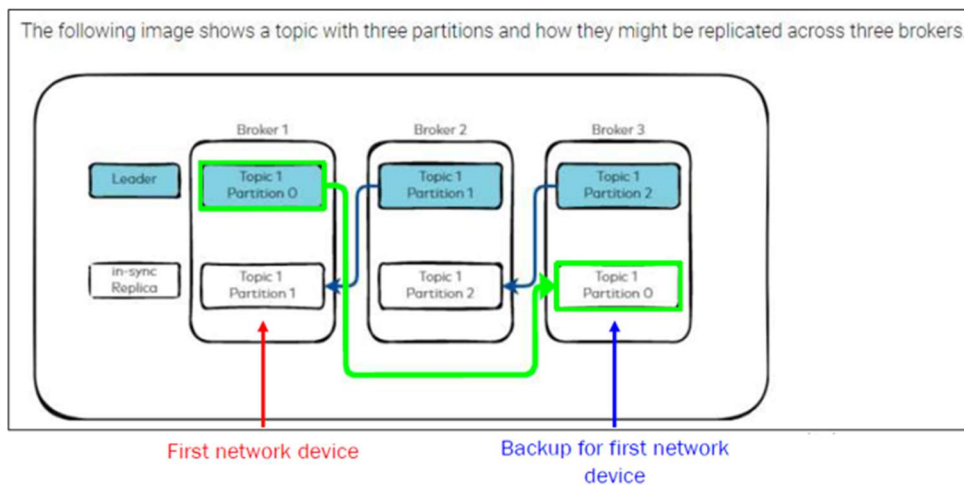 The following image shows a topic with three partitions and how they might be replicated across three brokers.
Broker 1
Broker 2
Broker 3
Leader
Topic 1
Partition 0
Topic 1
Partition 1
Topic 1
Partition 2
in-sync
Replica
Topic 1
Partition 1
Topic 1
Partition 2
Topic 1
Partition 0
First network device
Backup for first network
device